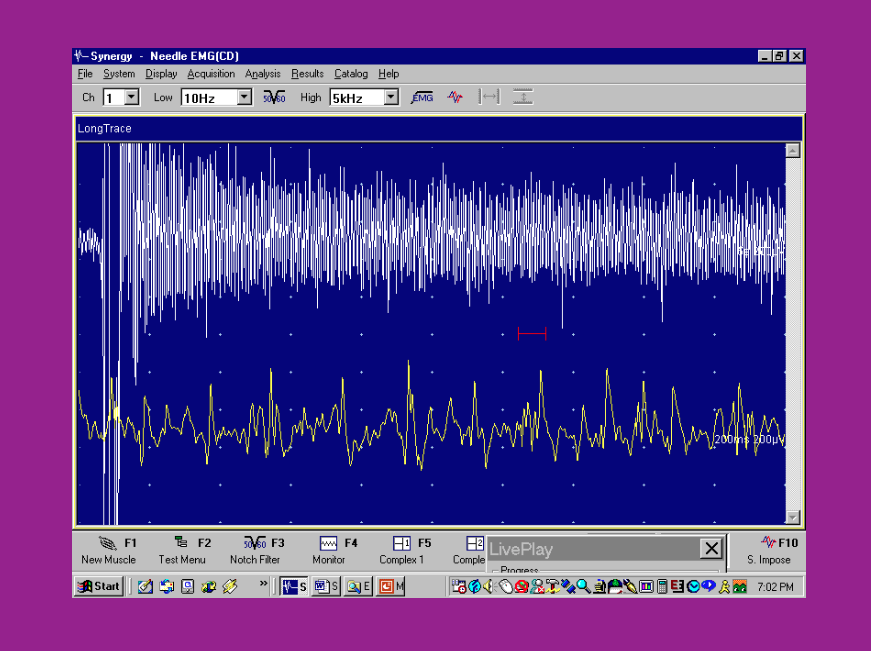 Synergy - Needle EMG(CD)
File System Display Acquisition Analysis Results Catalog Help
Ch 1 Low 10Hz 50 60 High 5kHz EMG
LongTrace
200ms 200µV
F1 F2 50 60 F3 F4 1 F5 2 F10
New Muscle Test Menu Notch Filter Monitor Complex 1 Comple S. Impose
LivePlay
Progress
Start » S S E M 7:02 PM